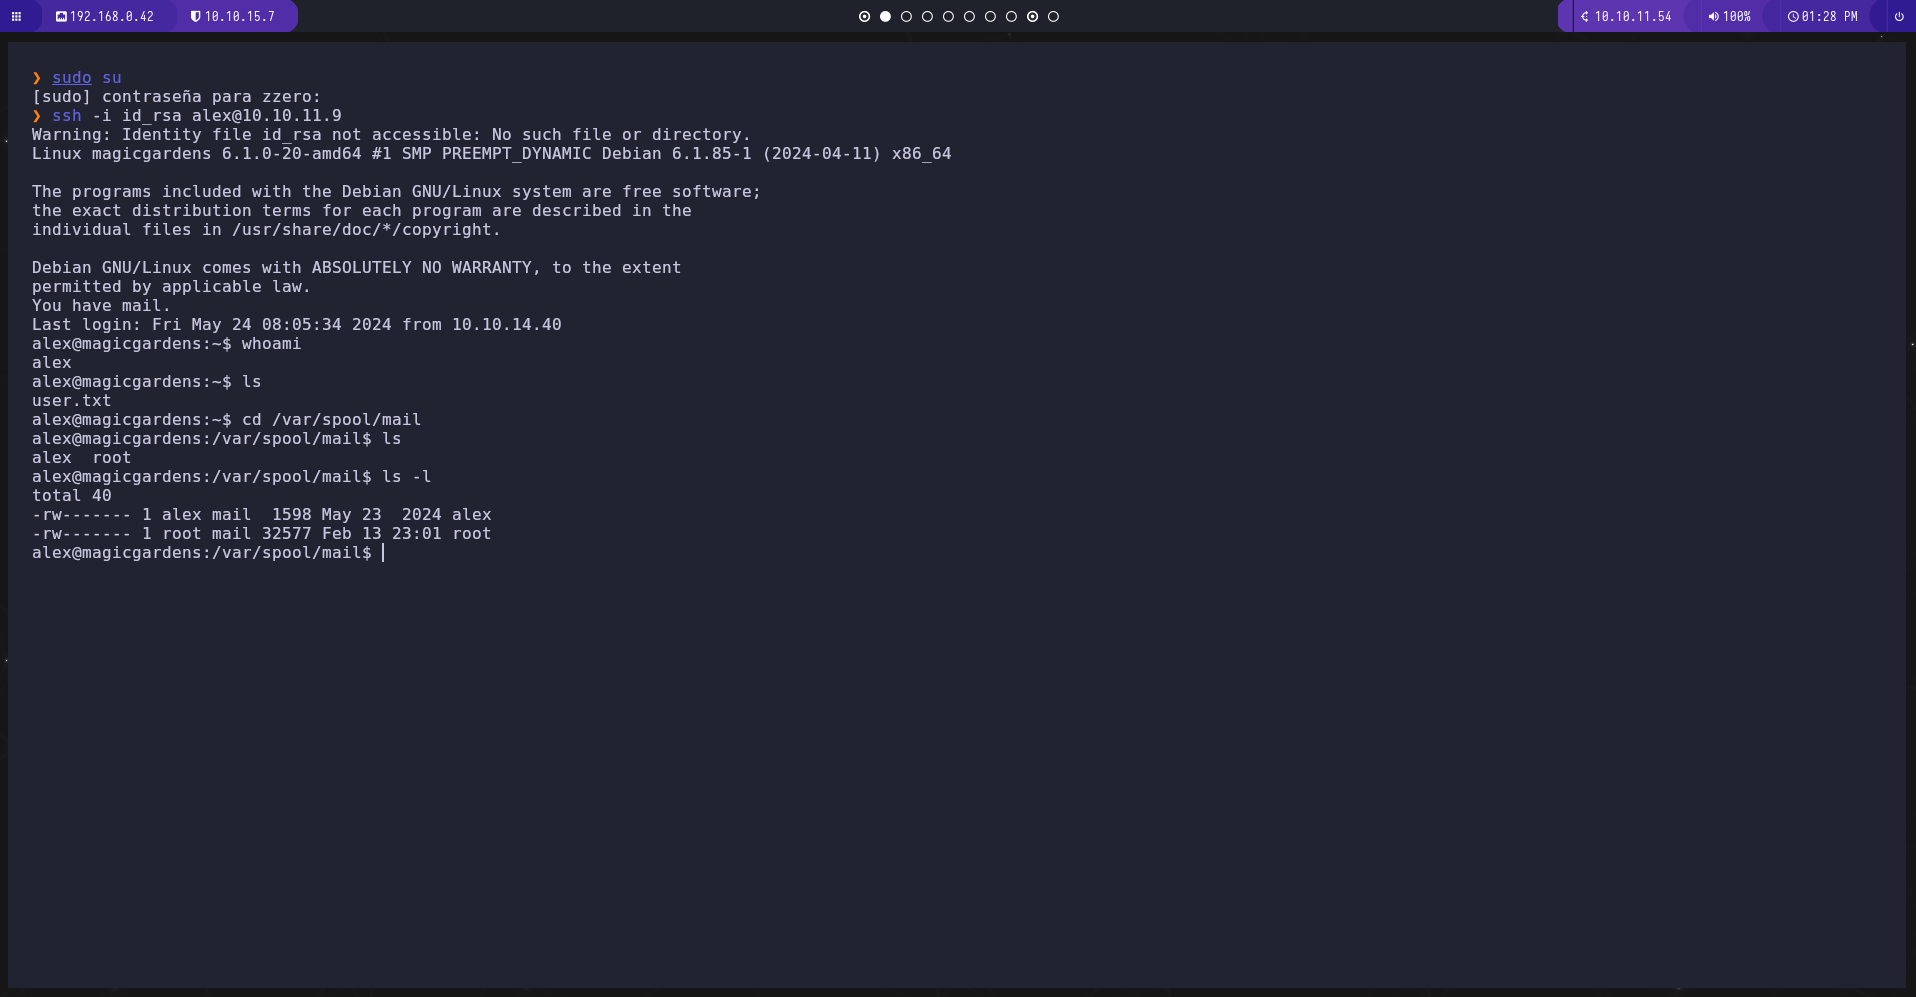 192.168.0.42 10.10.15.7 10.10.11.54 100% 01:28 PM
❯ sudo su
[sudo] contraseña para zzero:
❯ ssh -i id_rsa alex@10.10.11.9
Warning: Identity file id_rsa not accessible: No such file or directory.
Linux magicgardens 6.1.0-20-amd64 #1 SMP PREEMPT_DYNAMIC Debian 6.1.85-1 (2024-04-11) x86_64
The programs included with the Debian GNU/Linux system are free software;
the exact distribution terms for each program are described in the
individual files in /usr/share/doc/*/copyright.
Debian GNU/Linux comes with ABSOLUTELY NO WARRANTY, to the extent
permitted by applicable law.
You have mail.
Last login: Fri May 24 08:05:34 2024 from 10.10.14.40
alex@magicgardens:~$ whoami
alex
alex@magicgardens:~$ ls
user.txt
alex@magicgardens:~$ cd /var/spool/mail
alex@magicgardens:/var/spool/mail$ ls
alex  root
alex@magicgardens:/var/spool/mail$ ls -l
total 40
-rw------- 1 alex mail  1598 May 23  2024 alex
-rw------- 1 root mail 32577 Feb 13 23:01 root
alex@magicgardens:/var/spool/mail$